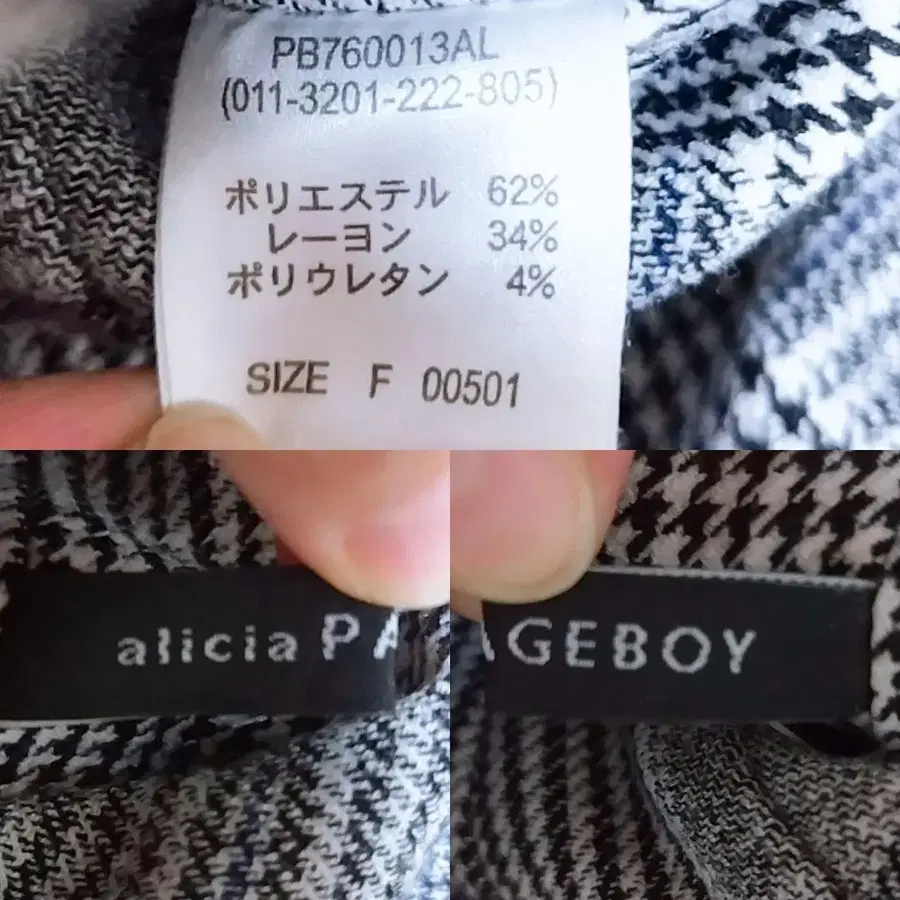 PB760013AL
(011-3201-222-805)
ポリエステル 62%
レーヨン 34%
ポリウレタン 4%
SIZE F 00501
alicia PA
AGEBOY